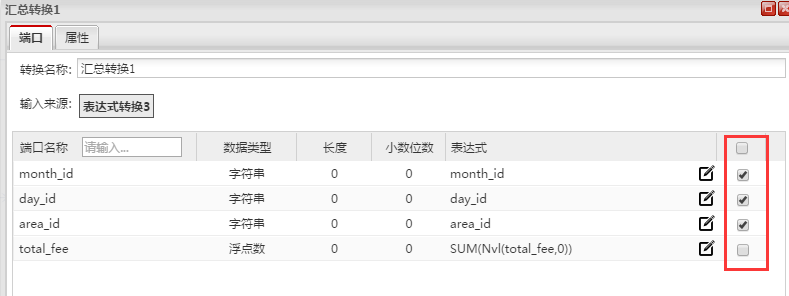 汇总转换1
端口 属性
转换名称: 汇总转换1
输入来源: 表达式转换3
端口名称 请输入... 数据类型 长度 小数位数 表达式
month_id 字符串 0 0 month_id
day_id 字符串 0 0 day_id
area_id 字符串 0 0 area_id
total_fee 浮点数 0 0 SUM(Nvl(total_fee,0))